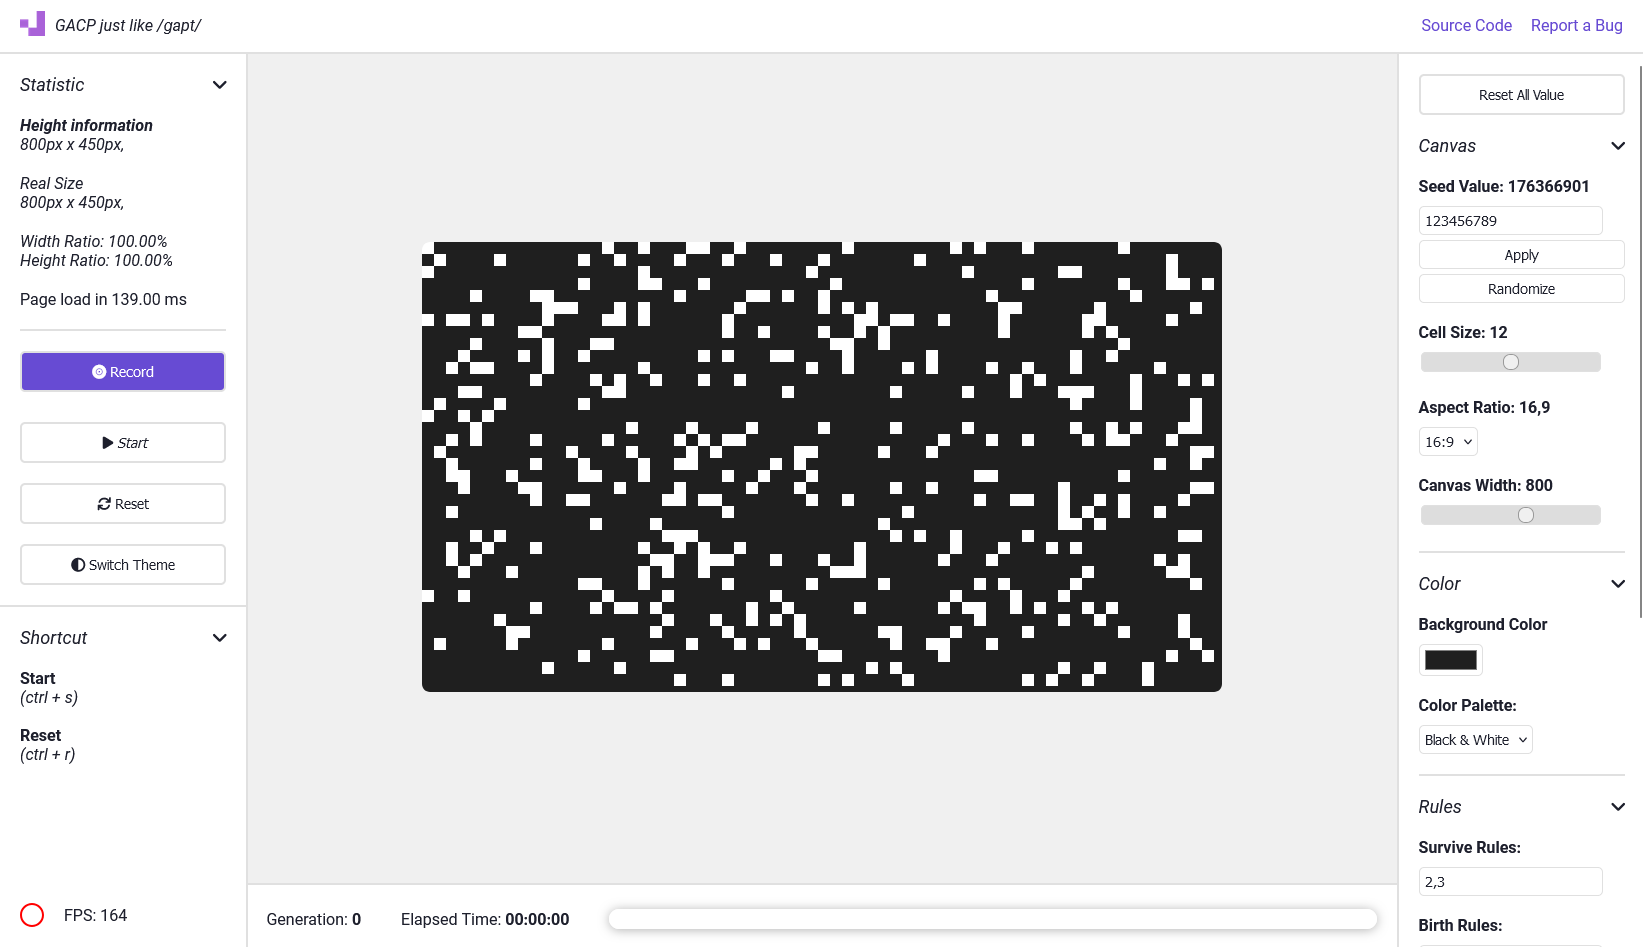 GACP just like /gapt/
Source Code
Report a Bug
Statistic
Height information
800px x 450px,
Real Size
800px x 450px,
Width Ratio: 100.00%
Height Ratio: 100.00%
Page load in 139.00 ms
Record
Start
Reset
Switch Theme
Shortcut
Start
(ctrl + s)
Reset
(ctrl + r)
FPS: 164
Generation: 0
Elapsed Time: 00:00:00
Reset All Value
Canvas
Seed Value: 176366901
123456789
Apply
Randomize
Cell Size: 12
Aspect Ratio: 16,9
16:9
Canvas Width: 800
Color
Background Color
Color Palette:
Black & White
Rules
Survive Rules:
2,3
Birth Rules: